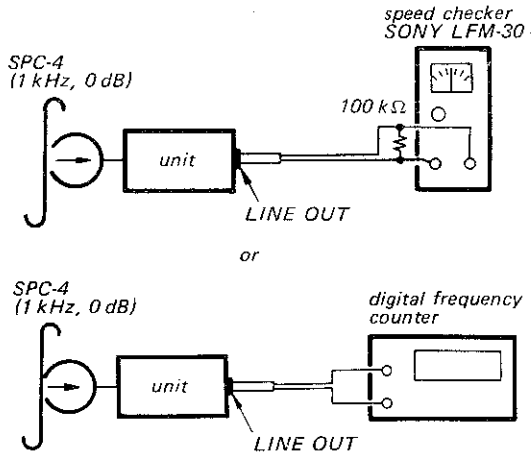 speed checker
SONY LFM-30
SPC-4
(1 kHz, 0 dB)
100 kΩ
unit
LINE OUT
or
SPC-4
(1 kHz, 0 dB)
digital frequency
counter
unit
LINE OUT